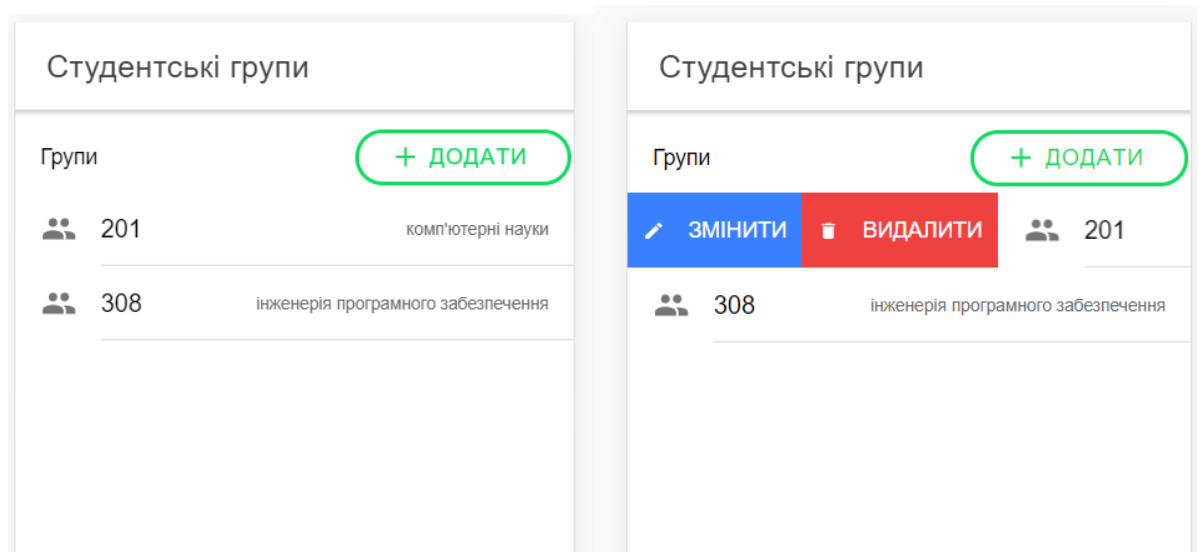 Студентські групи
Групи
+ ДОДАТИ
201 комп'ютерні науки
308 інженерія програмного забезпечення
Студентські групи
Групи
+ ДОДАТИ
ЗМІНИТИ ВИДАЛИТИ 201
308 інженерія програмного забезпечення